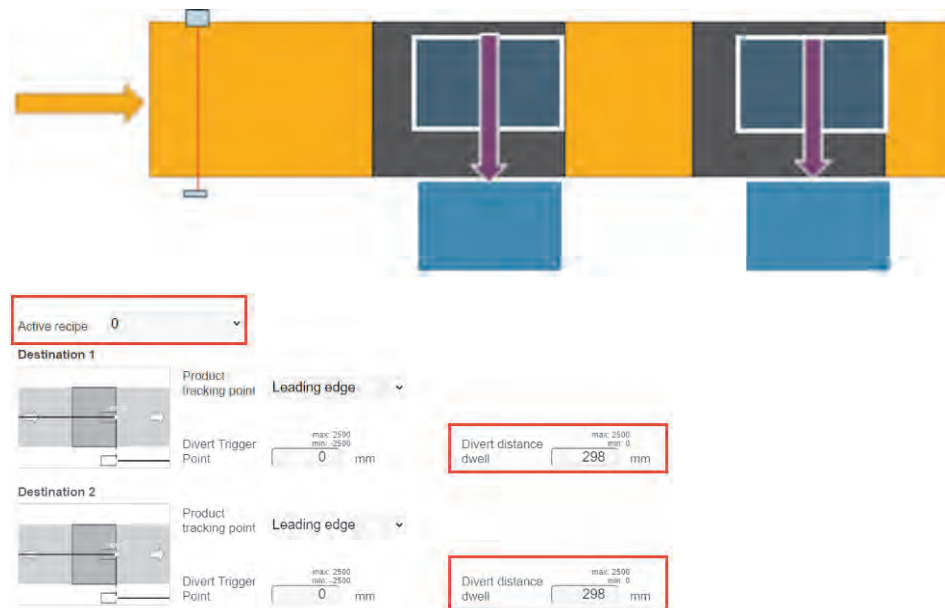 Active recipe 0
Destination 1
Product tracking point Leading edge
Divert Trigger Point max: 2500 min: -2500 0 mm
Divert distance dwell max: 2500 min: 0 298 mm
Destination 2
Product tracking point Leading edge
Divert Trigger Point max: 2500 min: -2500 0 mm
Divert distance dwell max: 2500 min: 0 298 mm